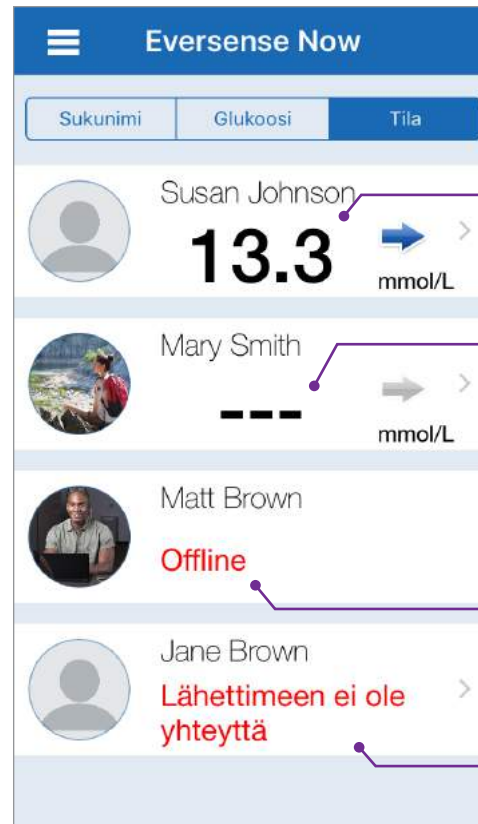 Eversense Now
Sukunimi Glukoosi Tila
Susan Johnson
13.3
mmol/L
Mary Smith
---
mmol/L
Matt Brown
Offline
Jane Brown
Lähettimeen ei ole
yhteyttä